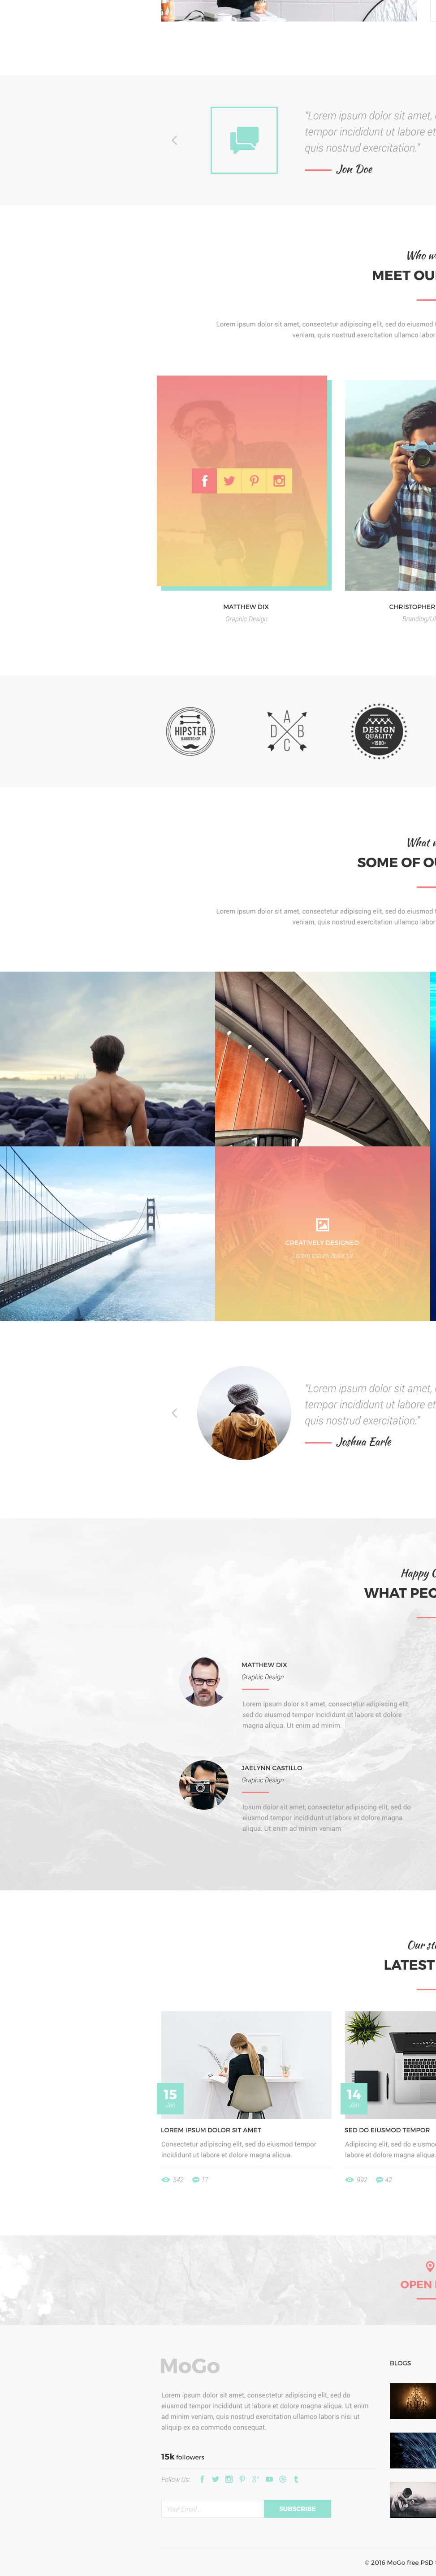 "Lorem ipsum dolor sit amet,
tempor incididunt ut labore et
quis nostrud exercitation."
Jon Doe
Who w
MEET OU
Lorem ipsum dolor sit amet, consectetur adipiscing elit, sed do eiusmod
veniam, quis nostrud exercitation ullamco labor
MATTHEW DIX
Graphic Design
CHRISTOPHER
Branding/UI
HIPSTER
BARBERSHOP
A
D B
C
DESIGN
QUALITY
1980
What w
SOME OF OU
Lorem ipsum dolor sit amet, consectetur adipiscing elit, sed do eiusmod
veniam, quis nostrud exercitation ullamco labor
CREATIVELY DESIGNED
Lorem ipsum dolor sit
"Lorem ipsum dolor sit amet,
tempor incididunt ut labore et
quis nostrud exercitation."
Joshua Earle
Happy C
WHAT PEO
MATTHEW DIX
Graphic Design
Lorem ipsum dolor sit amet, consectetur adipiscing elit,
sed do eiusmod tempor incididunt ut labore et dolore
magna aliqua. Ut enim ad minim.
JAELYNN CASTILLO
Graphic Design
Ipsum dolor sit amet, consectetur adipiscing elit, sed do
eiusmod tempor incididunt ut labore et dolore magna
aliqua. Ut enim ad minim veniam.
Our sto
LATEST
15
Jan
14
Jan
LOREM IPSUM DOLOR SIT AMET
Consectetur adipiscing elit, sed do eiusmod tempor
incididunt ut labore et dolore magna aliqua.
542 17
SED DO EIUSMOD TEMPOR
Adipiscing elit, sed do eiusmo
labore et dolore magna aliqua
992 42
OPEN
MoGo
Lorem ipsum dolor sit amet, consectetur adipiscing elit, sed do
eiusmod tempor incididunt ut labore et dolore magna aliqua. Ut enim
ad minim veniam, quis nostrud exercitation ullamco laboris nisi ut
aliquip ex ea commodo consequat.
15k followers
Follow Us:
Your Email...
SUBSCRIBE
BLOGS
© 2016 MoGo free PSD